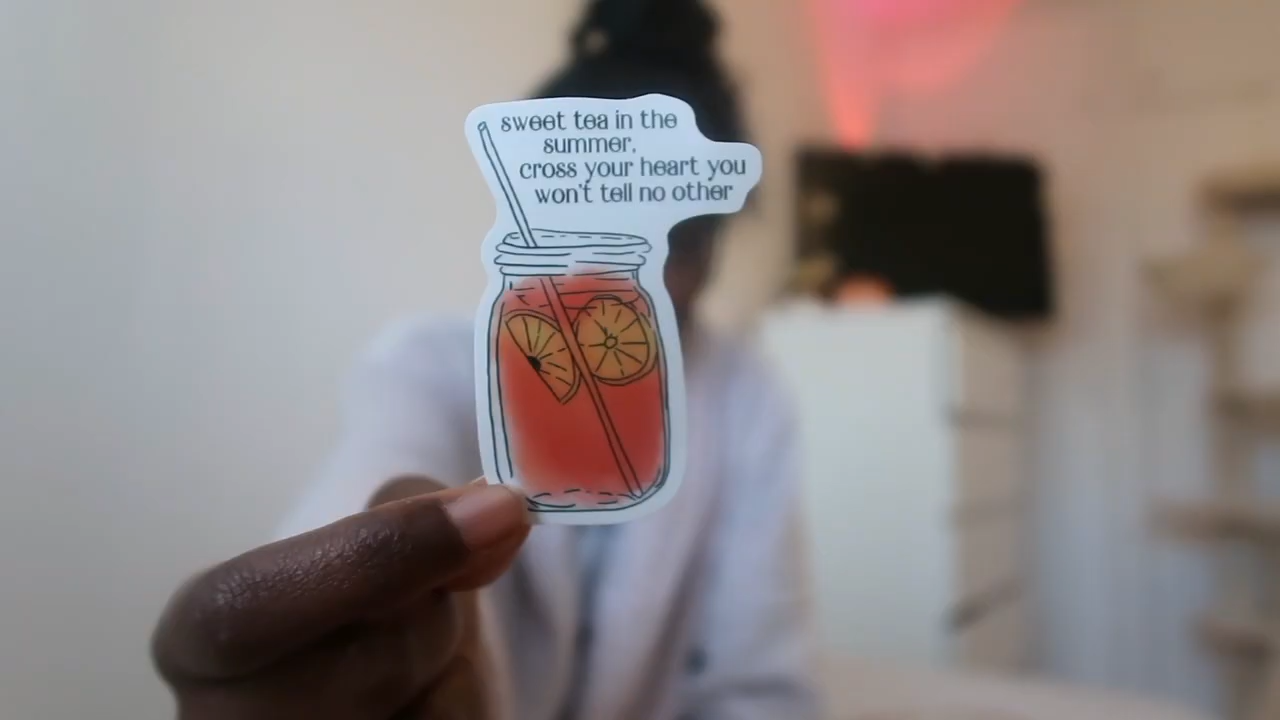 sweet tea in the
summer,
cross your heart you
won't tell no other